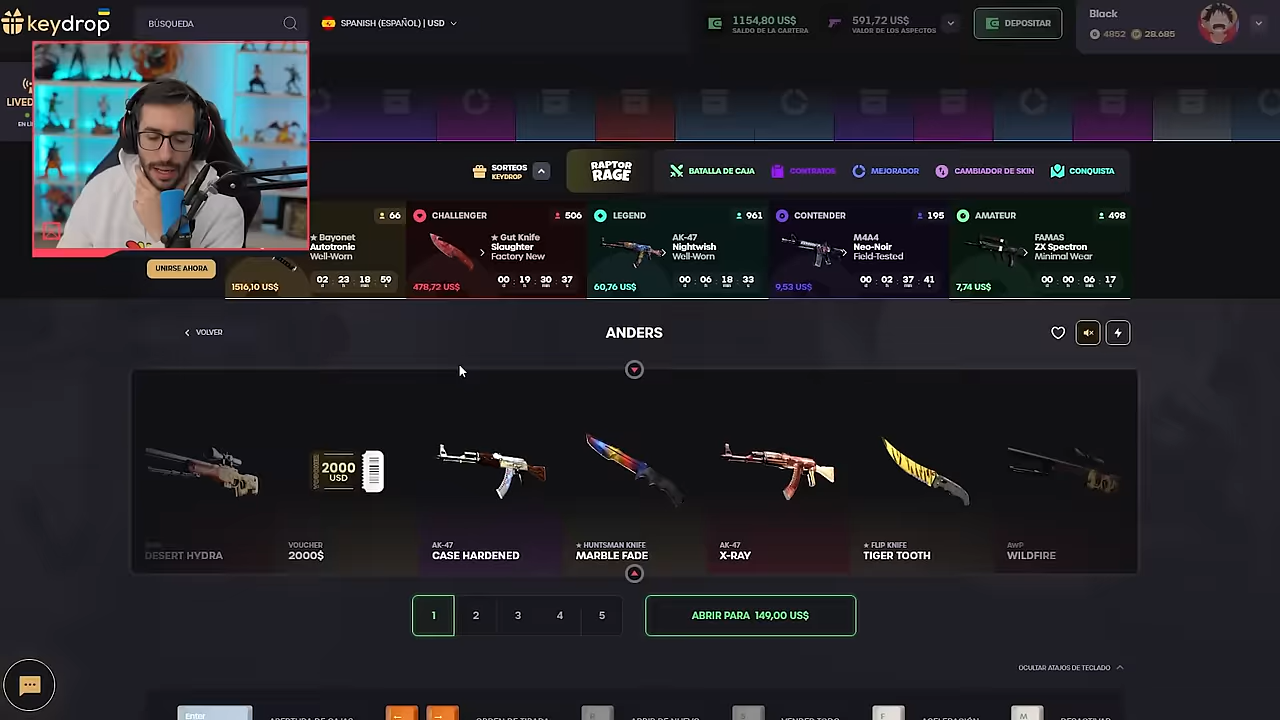 keydrop
BÚSQUEDA
SPANISH (ESPAÑOL) | USD
1154,80 US$
SALDO DE LA CARTERA
591,72 US$
VALOR DE LOS ASPECTOS
DEPOSITAR
Black
4852
28.685
SORTEOS
KEYDROP
RAPTOR
RAGE
BATALLA DE CAJA
CONTRATOS
MEJORADOR
CAMBIADOR DE SKIN
CONQUISTA
UNIRSE AHORA
66
★ Bayonet
Autotronic
Well-Worn
1516,10 US$
02 23 18 59
CHALLENGER
506
★ Gut Knife
Slaughter
Factory New
478,72 US$
00 19 30 37
LEGEND
961
AK-47
Nightwish
Well-Worn
60,76 US$
00 06 18 33
CONTENDER
195
M4A4
Neo-Noir
Field-Tested
9,53 US$
00 02 27 41
AMATEUR
498
FAMAS
ZX Spectron
Minimal Wear
7,74 US$
00 00 06 17
VOLVER
ANDERS
DESERT HYDRA
2000
USD
VOUCHER
2000$
AK-47
CASE HARDENED
★ HUNTSMAN KNIFE
MARBLE FADE
AK-47
X-RAY
★ FLIP KNIFE
TIGER TOOTH
AWP
WILDFIRE
1 2 3 4 5
ABRIR PARA 149,00 US$
OCULTAR ATAJOS DE TECLADO
Enter